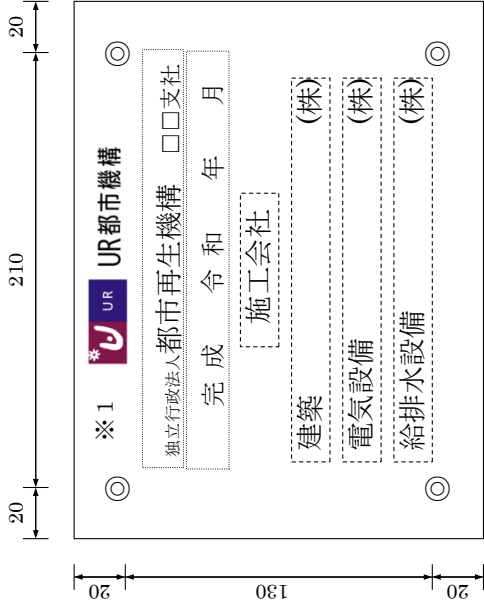 20
210
20
※1
UR
UR都市機構
独立行政法人都市再生機構 □□支社
完成 令和 年 月
施工会社
建築 (株)
電気設備 (株)
給排水設備 (株)
20
130
20